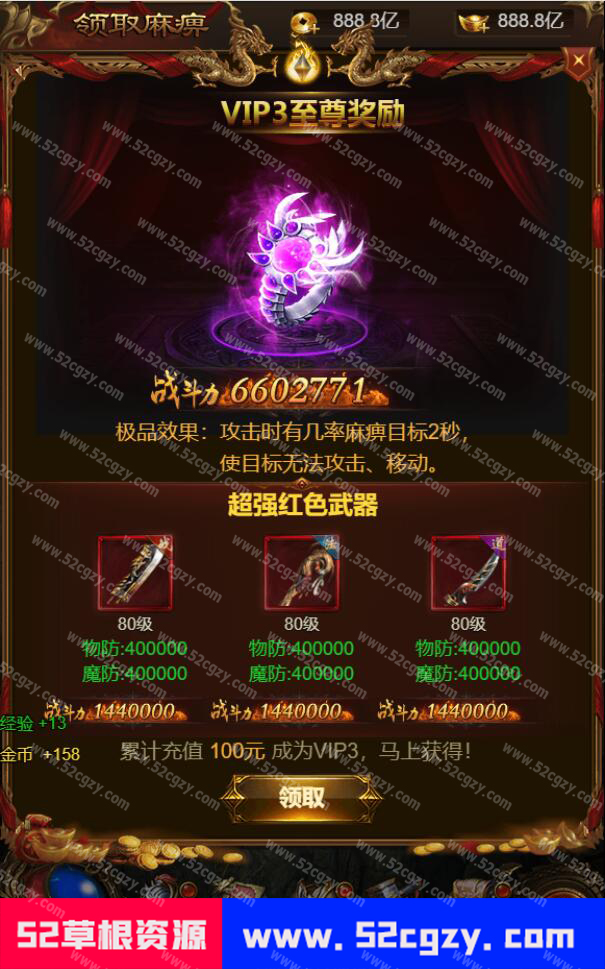 领取麻痹
888.8亿
888.8亿
VIP3至尊奖励
战斗力 6602771
极品效果：攻击时有几率麻痹目标2秒，
使目标无法攻击、移动。
超强红色武器
战 法 道
80级 80级 80级
物防:400000 物防:400000 物防:400000
魔防:400000 魔防:400000 魔防:400000
战斗力 1440000 战斗力 1440000 战斗力 1440000
经验 +13
金币 +158
累计充值 100元 成为VIP3，马上获得！
领取
52草根资源
www.52cgzy.com